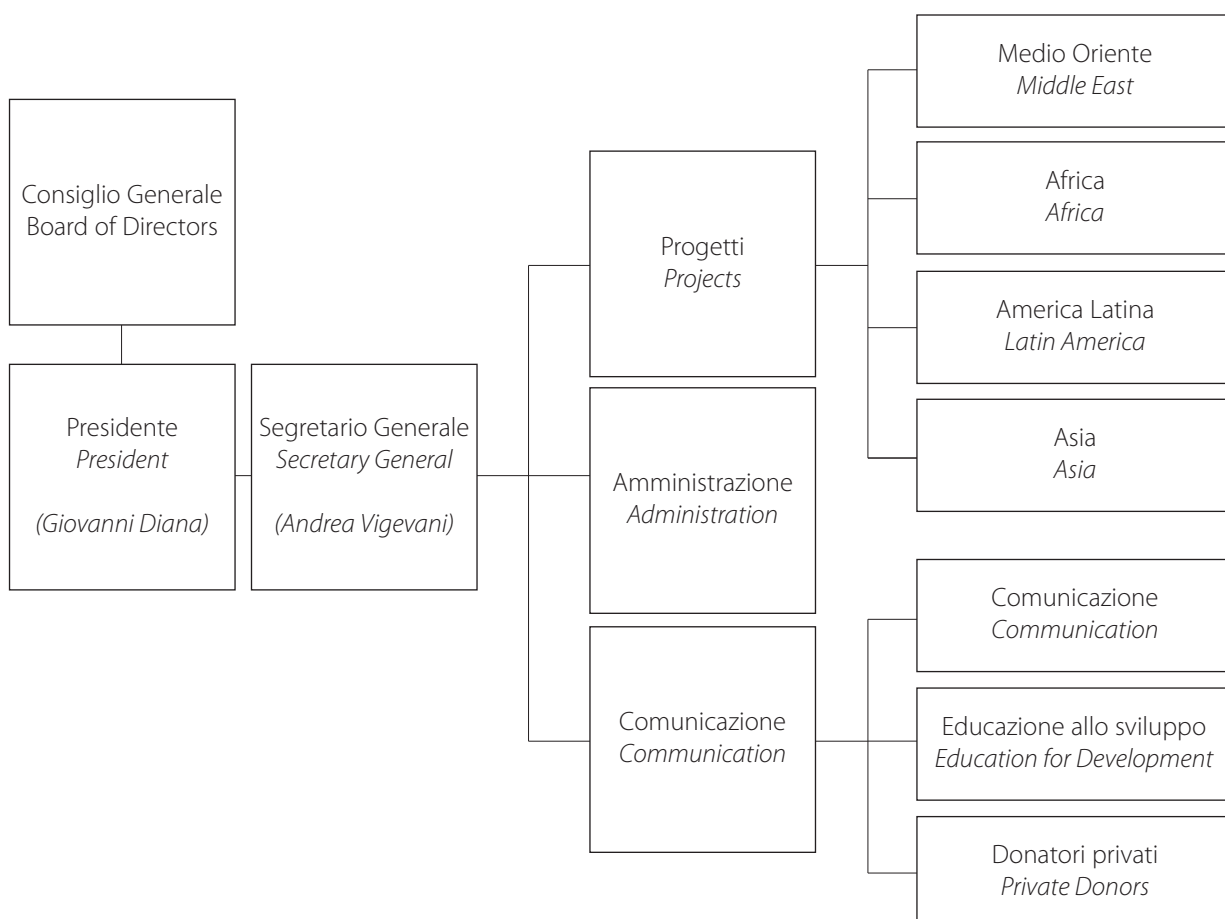 Consiglio Generale
Board of Directors
Presidente
President
(Giovanni Diana)
Segretario Generale
Secretary General
(Andrea Vigevani)
Progetti
Projects
Amministrazione
Administration
Comunicazione
Communication
Medio Oriente
Middle East
Africa
Africa
America Latina
Latin America
Asia
Asia
Comunicazione
Communication
Educazione allo sviluppo
Education for Development
Donatori privati
Private Donors